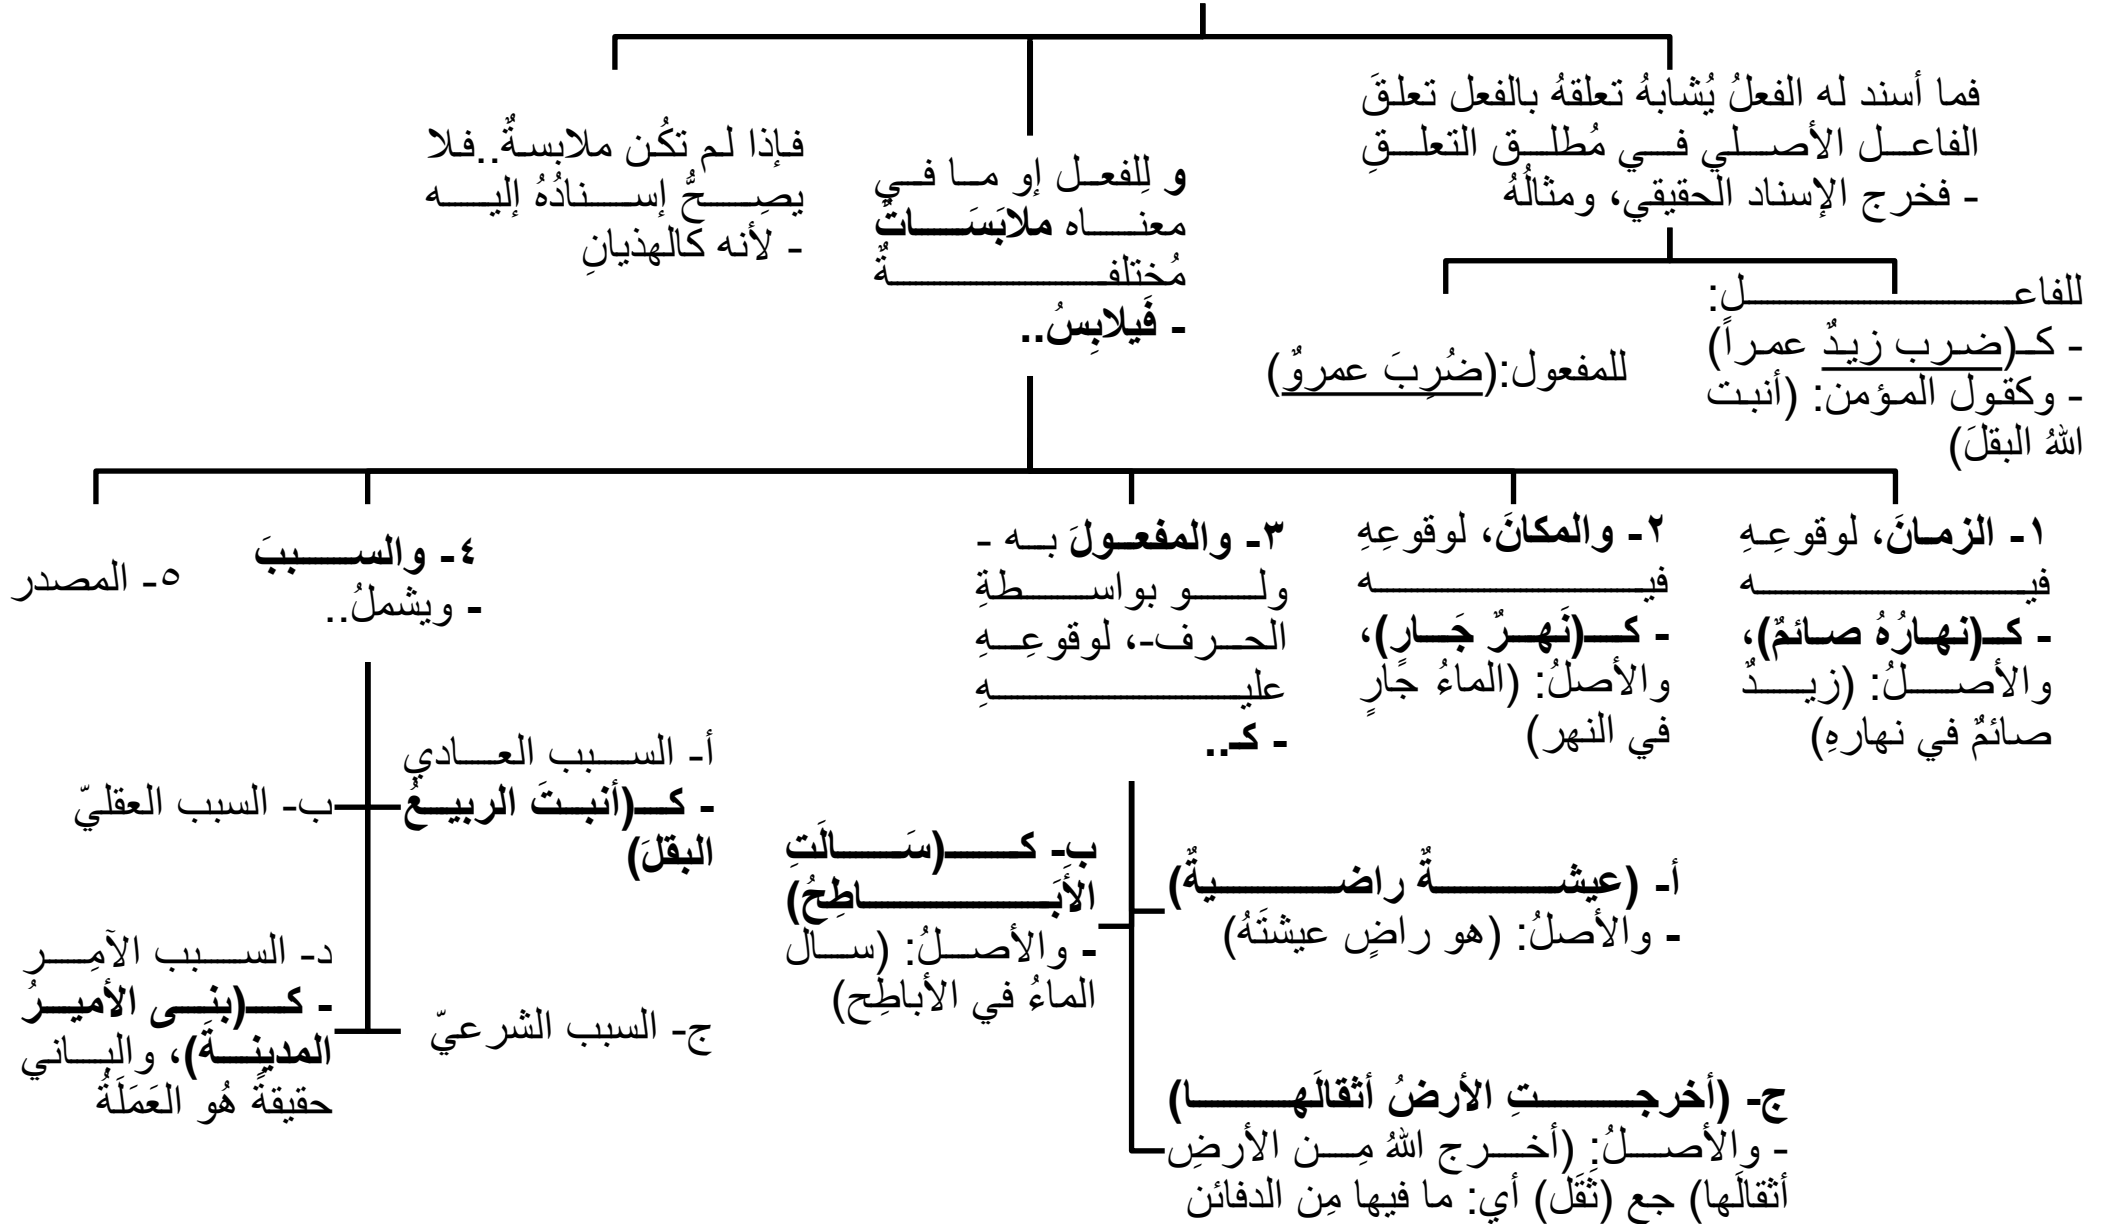 فما أسند له الفعلُ يُشابهُ تعلقهُ بالفعل تعلقَ
الفاعل الأصلي في مُطلق التعلقِ
- فخرج الإسناد الحقيقي، ومثالُهُ
للفاعل:
- كـ(ضرب زيدٌ عمراً)
- وكقول المؤمن: (أنبت
اللهُ البقلَ)
للمفعول:(ضُرِبَ عمروٌ)
و لِلفعل إو ما في
معناه ملابَسَاتٌ
مُختلفةٌ
- فَيلابِسُ..
فإذا لم تكُن ملابسةٌ..فلا
يصِحُّ إسنادُهُ إليه
- لأنه كالهذيانِ
١- الزمانَ، لوقوعِهِ
فيه
- كـ(نهارُهُ صائمٌ)،
والأصلُ: (زيدٌ
صائمٌ في نهارهِ)
٢- والمكانَ، لوقوعِهِ
فيه
- كـ(نَهرٌ جَارٍ)،
والأصلُ: (الماءُ جَارٍ
في النهر)
٣- والمفعولَ به -
ولو بواسطةِ
الحرف-، لوقوعِهِ
عليهِ
- كـ..
أ- (عيشةٌ راضيةٌ)
- والأصلُ: (هو راضٍ عيشتَهُ)
ب- كـ(سَالَتِ
الأَبَاطِحُ)
- والأصلُ: (سال
الماءُ في الأباطِح)
ج- (أخرجتِ الأرضُ أثقالَها)
- والأصلُ: (أخرج اللهُ مِن الأرضِ
أثقالَها) جع (ثَقَل) أي: ما فيها مِن الدفائن
٤- والسببَ
- ويشملُ..
أ- السبب العادي
- كـ(أنبتَ الربيعُ
البقلَ)
ب- السبب العقليّ
ج- السبب الشرعيّ
د- السبب الآمِر
- كـ(بنى الأميرُ
المدينةَ)، والباني
حقيقةً هُو العَمَلَةُ
٥- المصدر